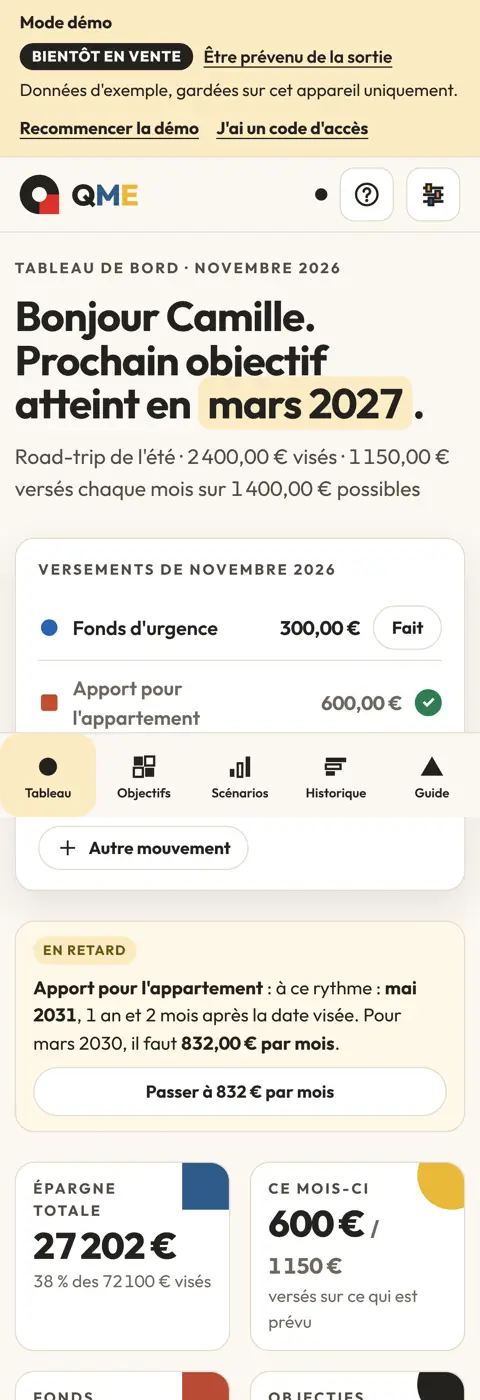 Mode démo
BIENTÔT EN VENTE Être prévenu de la sortie
Données d'exemple, gardées sur cet appareil uniquement.
Recommencer la démo J'ai un code d'accès
QME
TABLEAU DE BORD · NOVEMBRE 2026
Bonjour Camille.
Prochain objectif
atteint en mars 2027.
Road-trip de l'été · 2 400,00 € visés · 1 150,00 €
versés chaque mois sur 1 400,00 € possibles
VERSEMENTS DE NOVEMBRE 2026
Fonds d'urgence 300,00 € Fait
Apport pour
l'appartement 600,00 €
Tableau Objectifs Scénarios Historique Guide
Autre mouvement
EN RETARD
Apport pour l'appartement : à ce rythme : mai
2031, 1 an et 2 mois après la date visée. Pour
mars 2030, il faut 832,00 € par mois.
Passer à 832 € par mois
ÉPARGNE
TOTALE
27 202 €
38 % des 72 100 € visés
CE MOIS-CI
600 € /
1 150 €
versés sur ce qui est
prévu
FONDS
OBJECTIFS